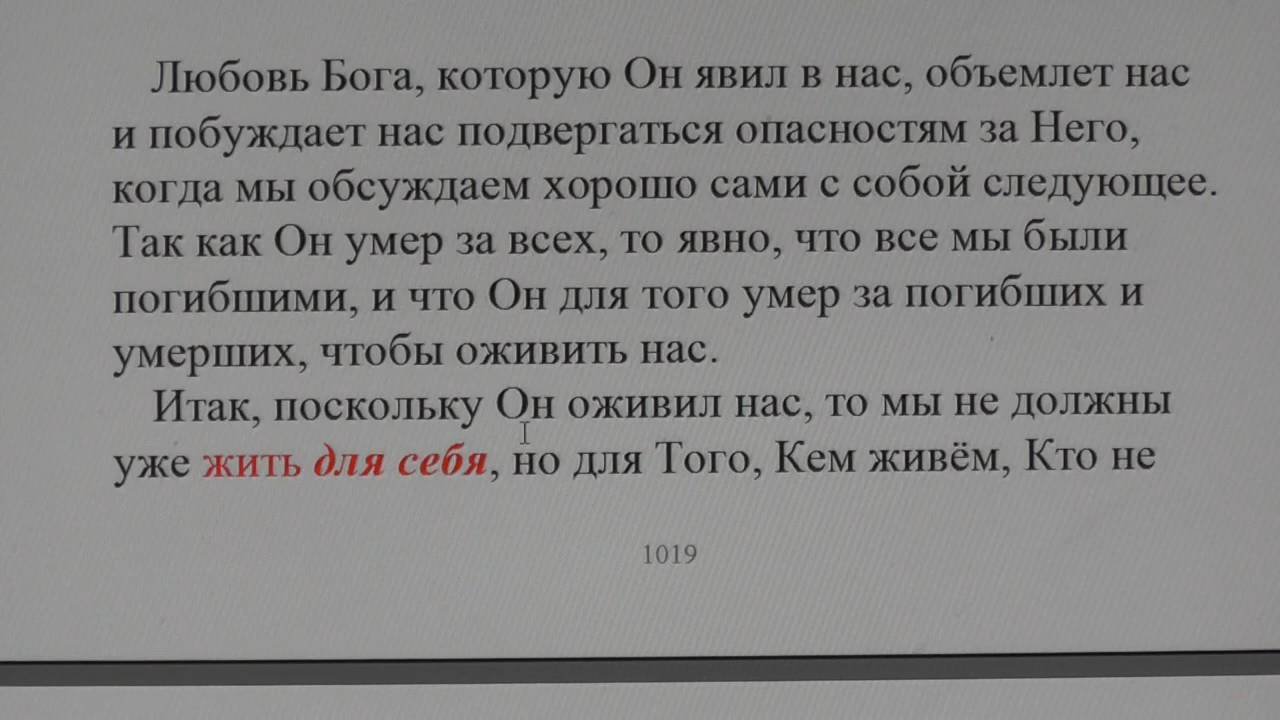 Любовь Бога, которую Он явил в нас, объемлет нас
и побуждает нас подвергаться опасностям за Него,
когда мы обсуждаем хорошо сами с собой следующее.
Так как Он умер за всех, то явно, что все мы были
погибшими, и что Он для того умер за погибших и
умерших, чтобы оживить нас.
Итак, поскольку Он оживил нас, то мы не должны
уже жить для себя, но для Того, Кем живём, Кто не
1019